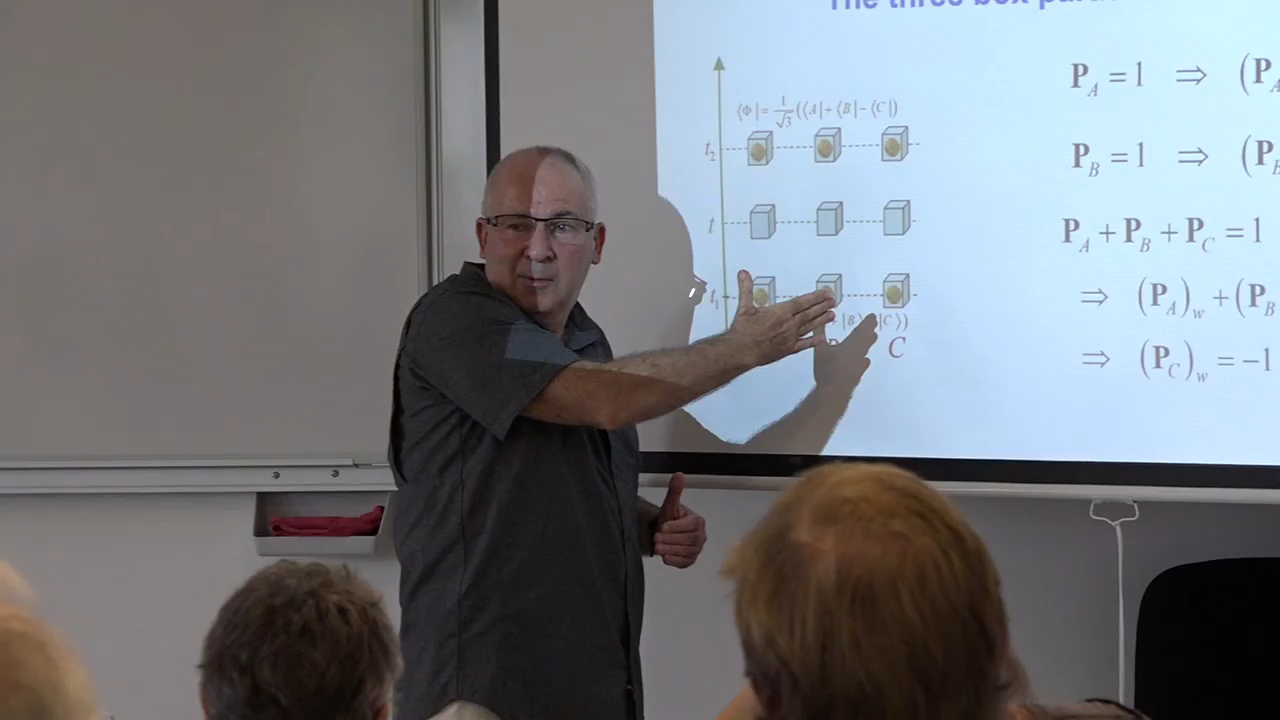 The three box
⟨Φ| = 1/√3 (⟨A| + ⟨B| − ⟨C|)
t₂
t
t₁
|B⟩ |C⟩)
C
P_A = 1 ⇒ (P_A
P_B = 1 ⇒ (P_B
P_A + P_B + P_C = 1
⇒ (P_A)_w + (P_B
⇒ (P_C)_w = −1